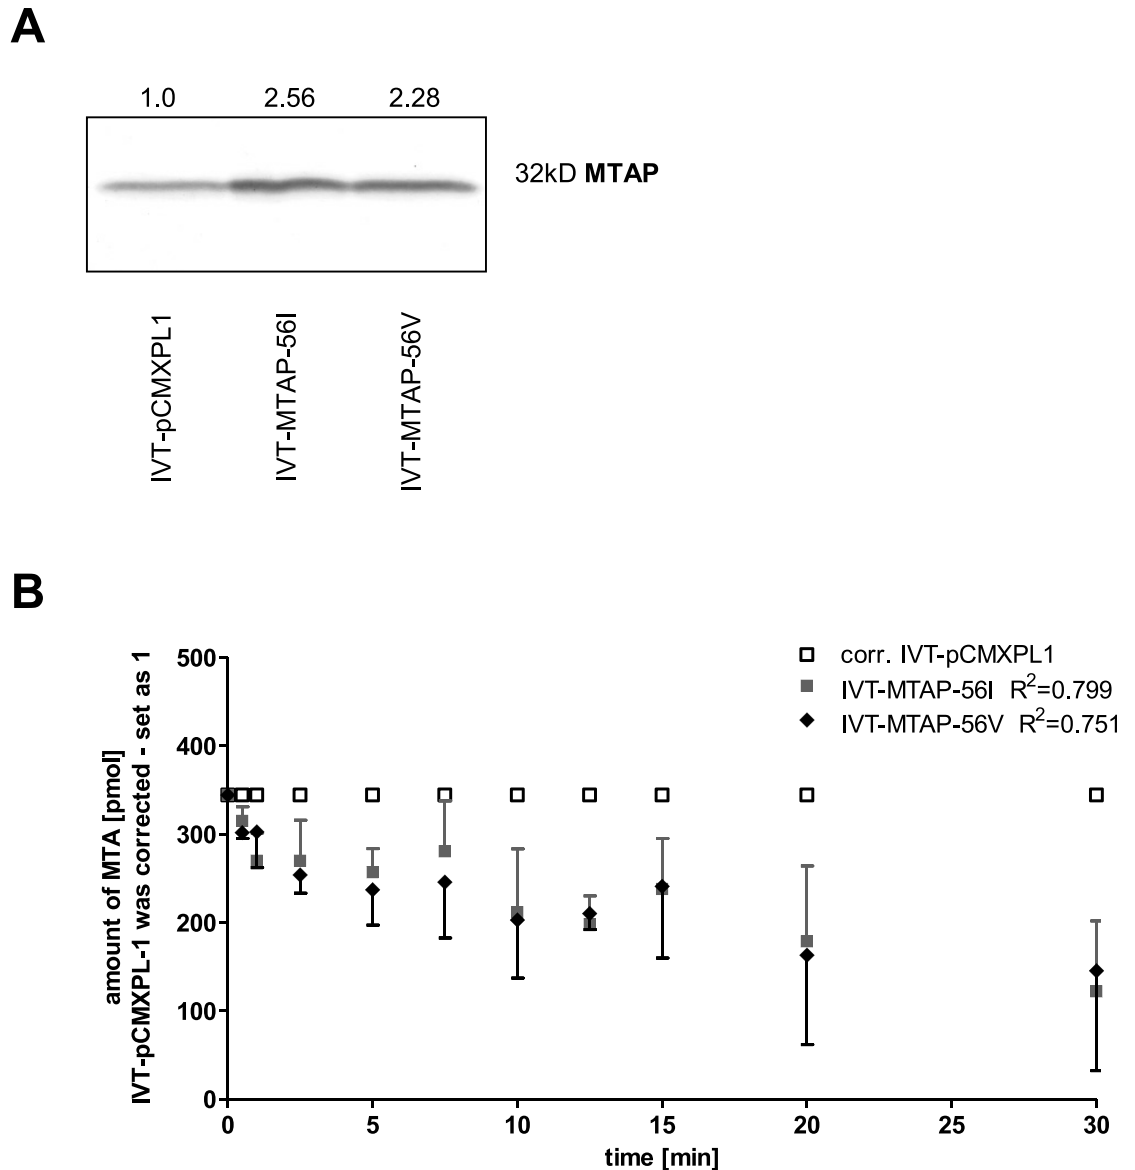 A
1.0 2.56 2.28
32kD MTAP
IVT-pCMXPL1
IVT-MTAP-56I
IVT-MTAP-56V
B
amount of MTA [pmol]
IVT-pCMXPL-1 was corrected - set as 1
500
400
300
200
100
0
corr. IVT-pCMXPL1
IVT-MTAP-56I R²=0.799
IVT-MTAP-56V R²=0.751
0 5 10 15 20 25 30
time [min]